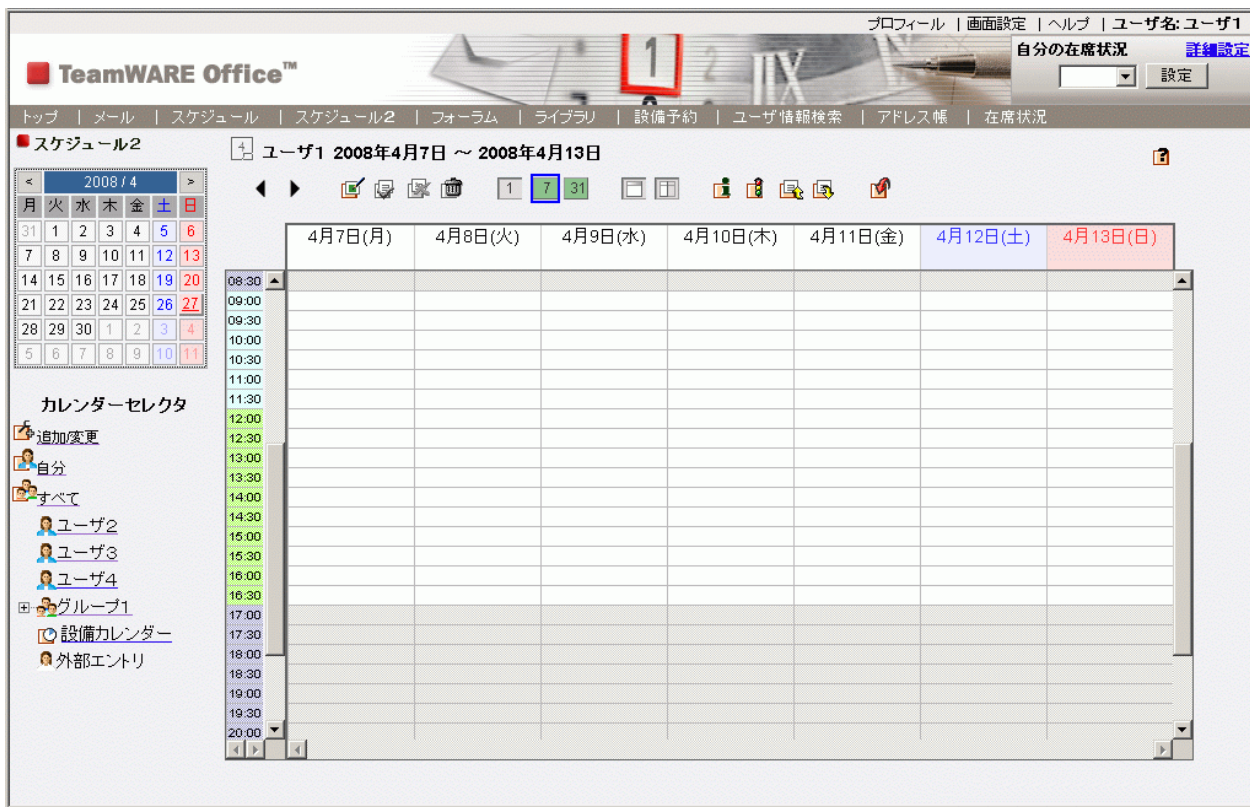 プロフィール | 画面設定 | ヘルプ | ユーザ名: ユーザ1
TeamWARE Office™
自分の在席状況 詳細設定
設定
トップ | メール | スケジュール | スケジュール2 | フォーラム | ライブラリ | 設備予約 | ユーザ情報検索 | アドレス帳 | 在席状況
スケジュール2
4 ユーザ1 2008年4月7日 ～ 2008年4月13日
< 2008 / 4 >
月 火 水 木 金 土 日
31 1 2 3 4 5 6
7 8 9 10 11 12 13
14 15 16 17 18 19 20
21 22 23 24 25 26 27
28 29 30 1 2 3 4
5 6 7 8 9 10 11
1 7 31
4月7日(月) 4月8日(火) 4月9日(水) 4月10日(木) 4月11日(金) 4月12日(土) 4月13日(日)
カレンダーセレクタ
追加/変更
自分
すべて
ユーザ2
ユーザ3
ユーザ4
グループ1
設備カレンダー
外部エントリ
08:30
09:00
09:30
10:00
10:30
11:00
11:30
12:00
12:30
13:00
13:30
14:00
14:30
15:00
15:30
16:00
16:30
17:00
17:30
18:00
18:30
19:00
19:30
20:00